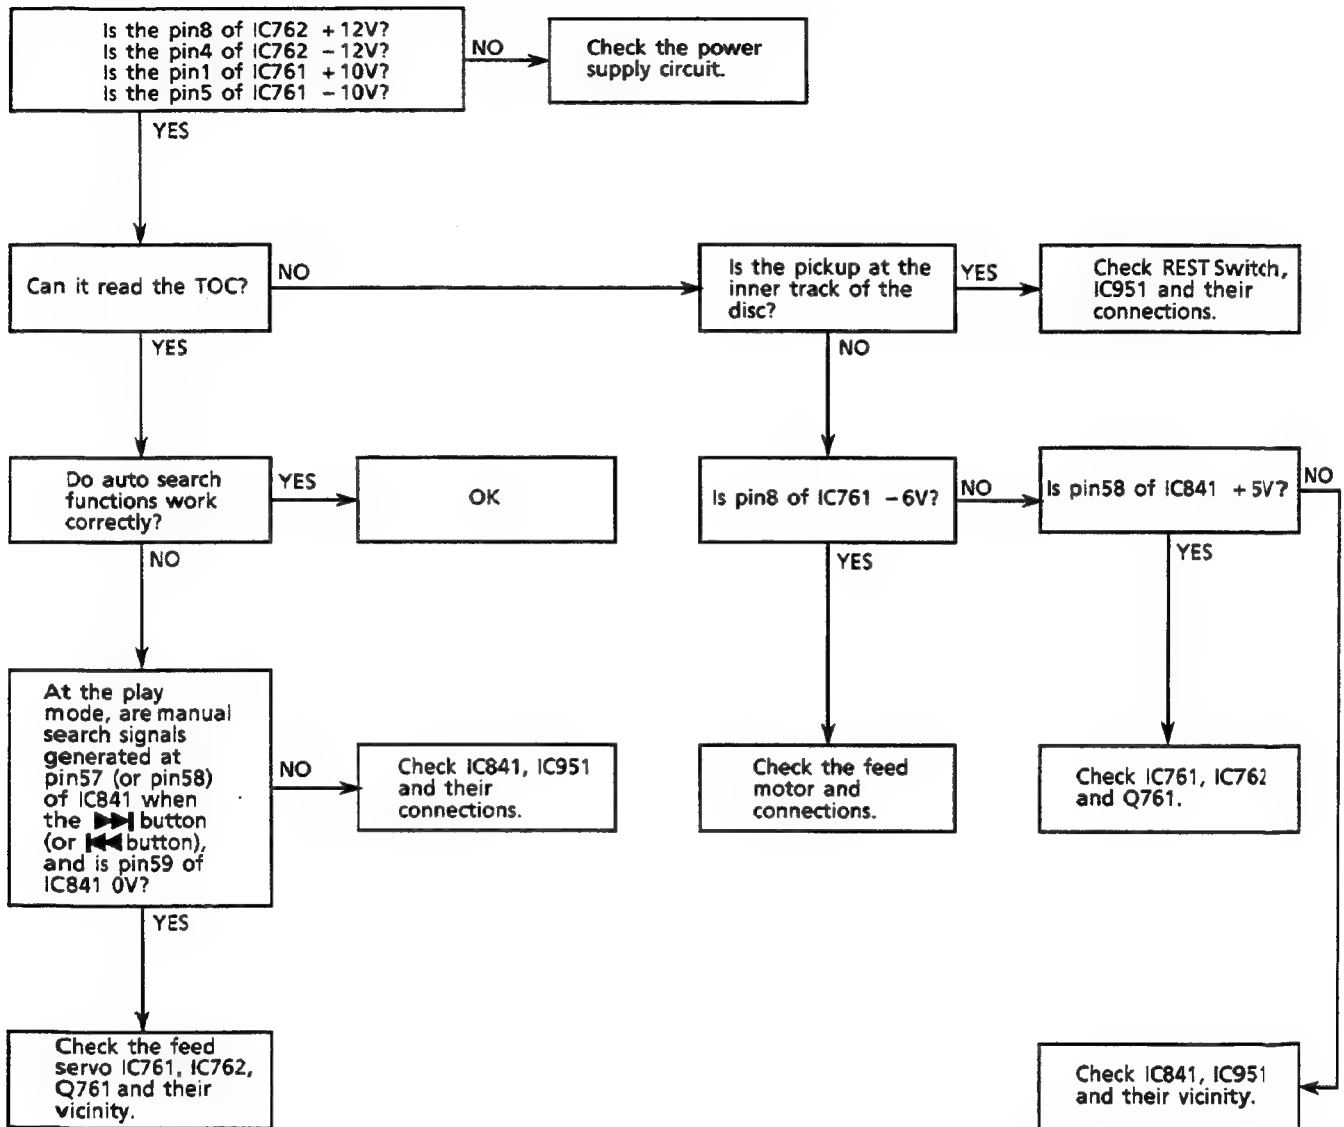 Is the pin8 of IC762 +12V?
Is the pin4 of IC762 −12V?
Is the pin1 of IC761 +10V?
Is the pin5 of IC761 −10V?
NO
Check the power
supply circuit.
YES
Can it read the TOC?
NO
Is the pickup at the
inner track of the
disc?
YES
Check REST Switch,
IC951 and their
connections.
YES
NO
Do auto search
functions work
correctly?
YES
OK
Is pin8 of IC761 −6V?
NO
Is pin58 of IC841 +5V?
NO
NO
YES
YES
At the play
mode, are manual
search signals
generated at
pin57 (or pin58)
of IC841 when
the ▶▶| button
(or |◀◀ button),
and is pin59 of
IC841 0V?
NO
Check IC841, IC951
and their
connections.
Check the feed
motor and
connections.
Check IC761, IC762
and Q761.
YES
Check the feed
servo IC761, IC762,
Q761 and their
vicinity.
Check IC841, IC951
and their vicinity.